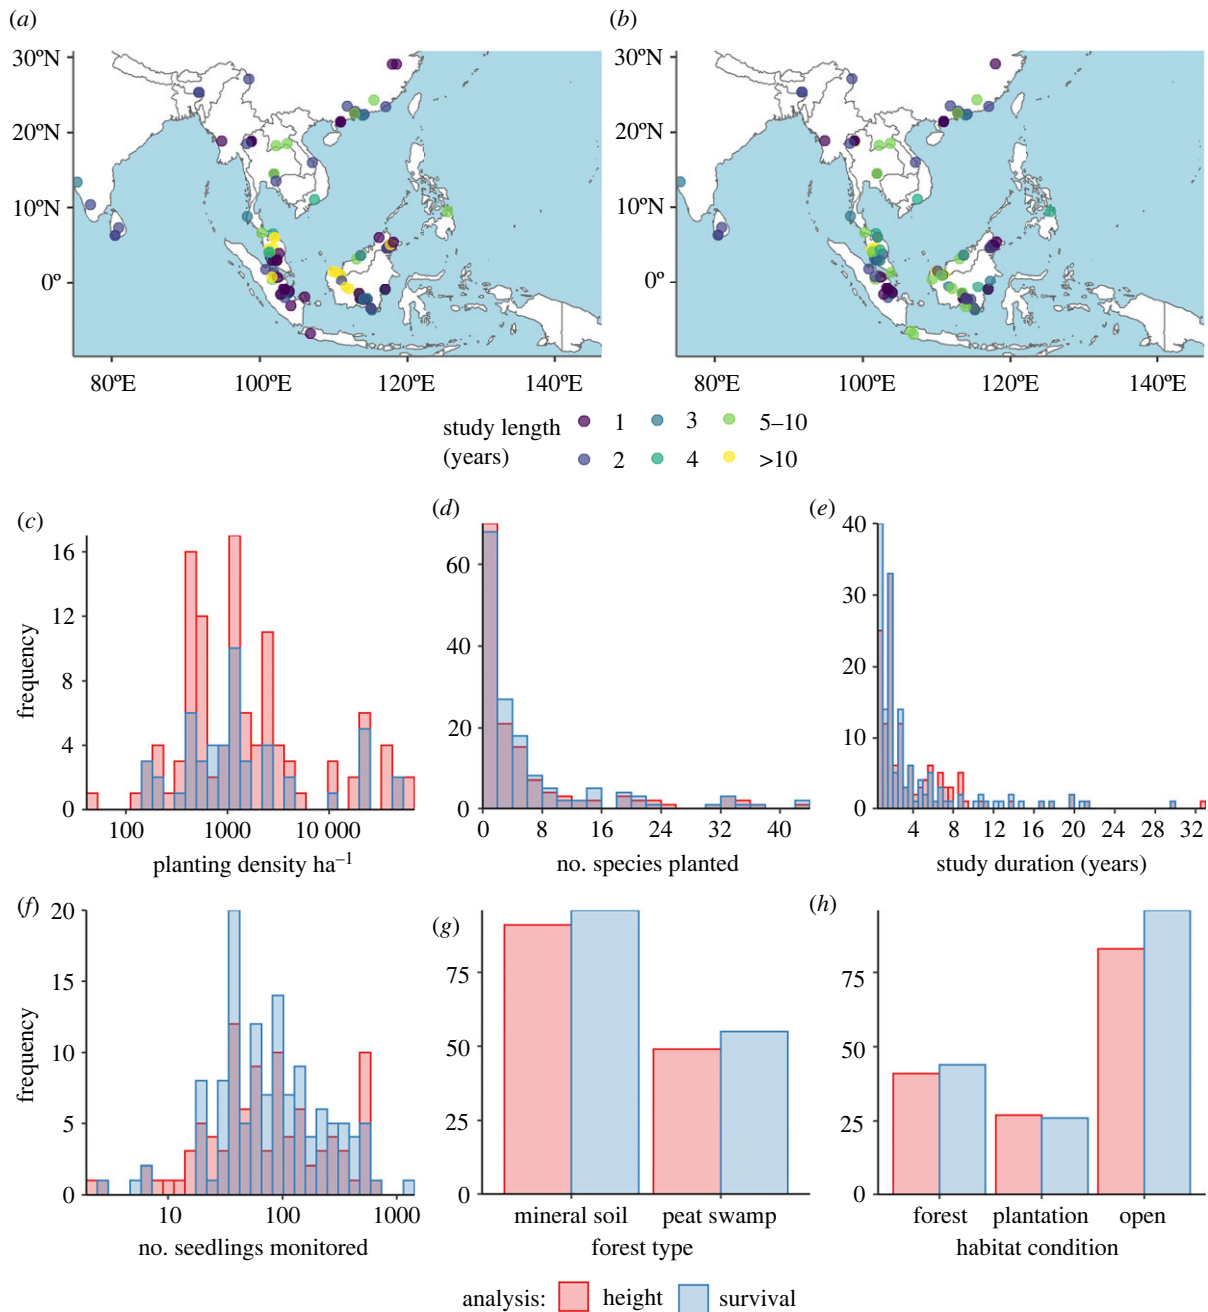 (a)
(b)
30ºN
20ºN
10ºN
0º
80ºE
100ºE
120ºE
140ºE
30ºN
20ºN
10ºN
0º
80ºE
100ºE
120ºE
140ºE
study length (years)
1
3
5–10
2
4
>10
(c)
16
12
8
4
0
frequency
100
1000
10 000
planting density ha⁻¹
(d)
60
40
20
0
0
8
16
24
32
40
no. species planted
(e)
40
30
20
10
0
4
8
12
16
20
24
28
32
study duration (years)
(f)
20
15
10
5
0
frequency
10
100
1000
no. seedlings monitored
(g)
75
50
25
0
mineral soil
peat swamp
forest type
(h)
75
50
25
0
forest
plantation
open
habitat condition
analysis:
height
survival